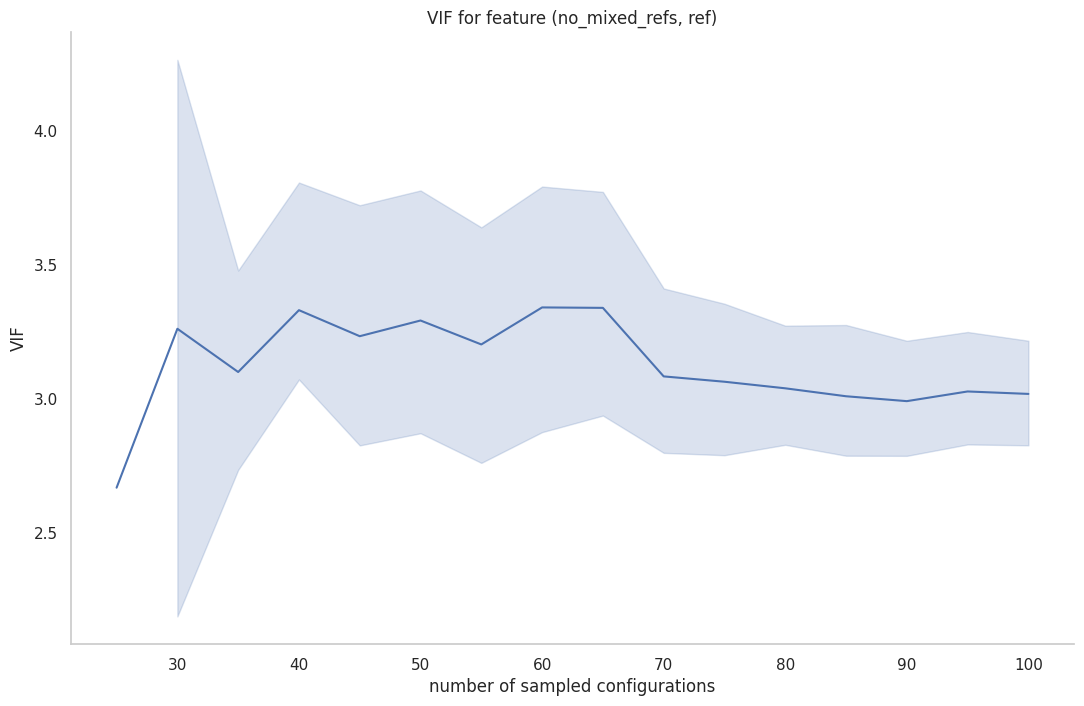 VIF for feature (no_mixed_refs, ref)
VIF
4.0
3.5
3.0
2.5
30 40 50 60 70 80 90 100
number of sampled configurations